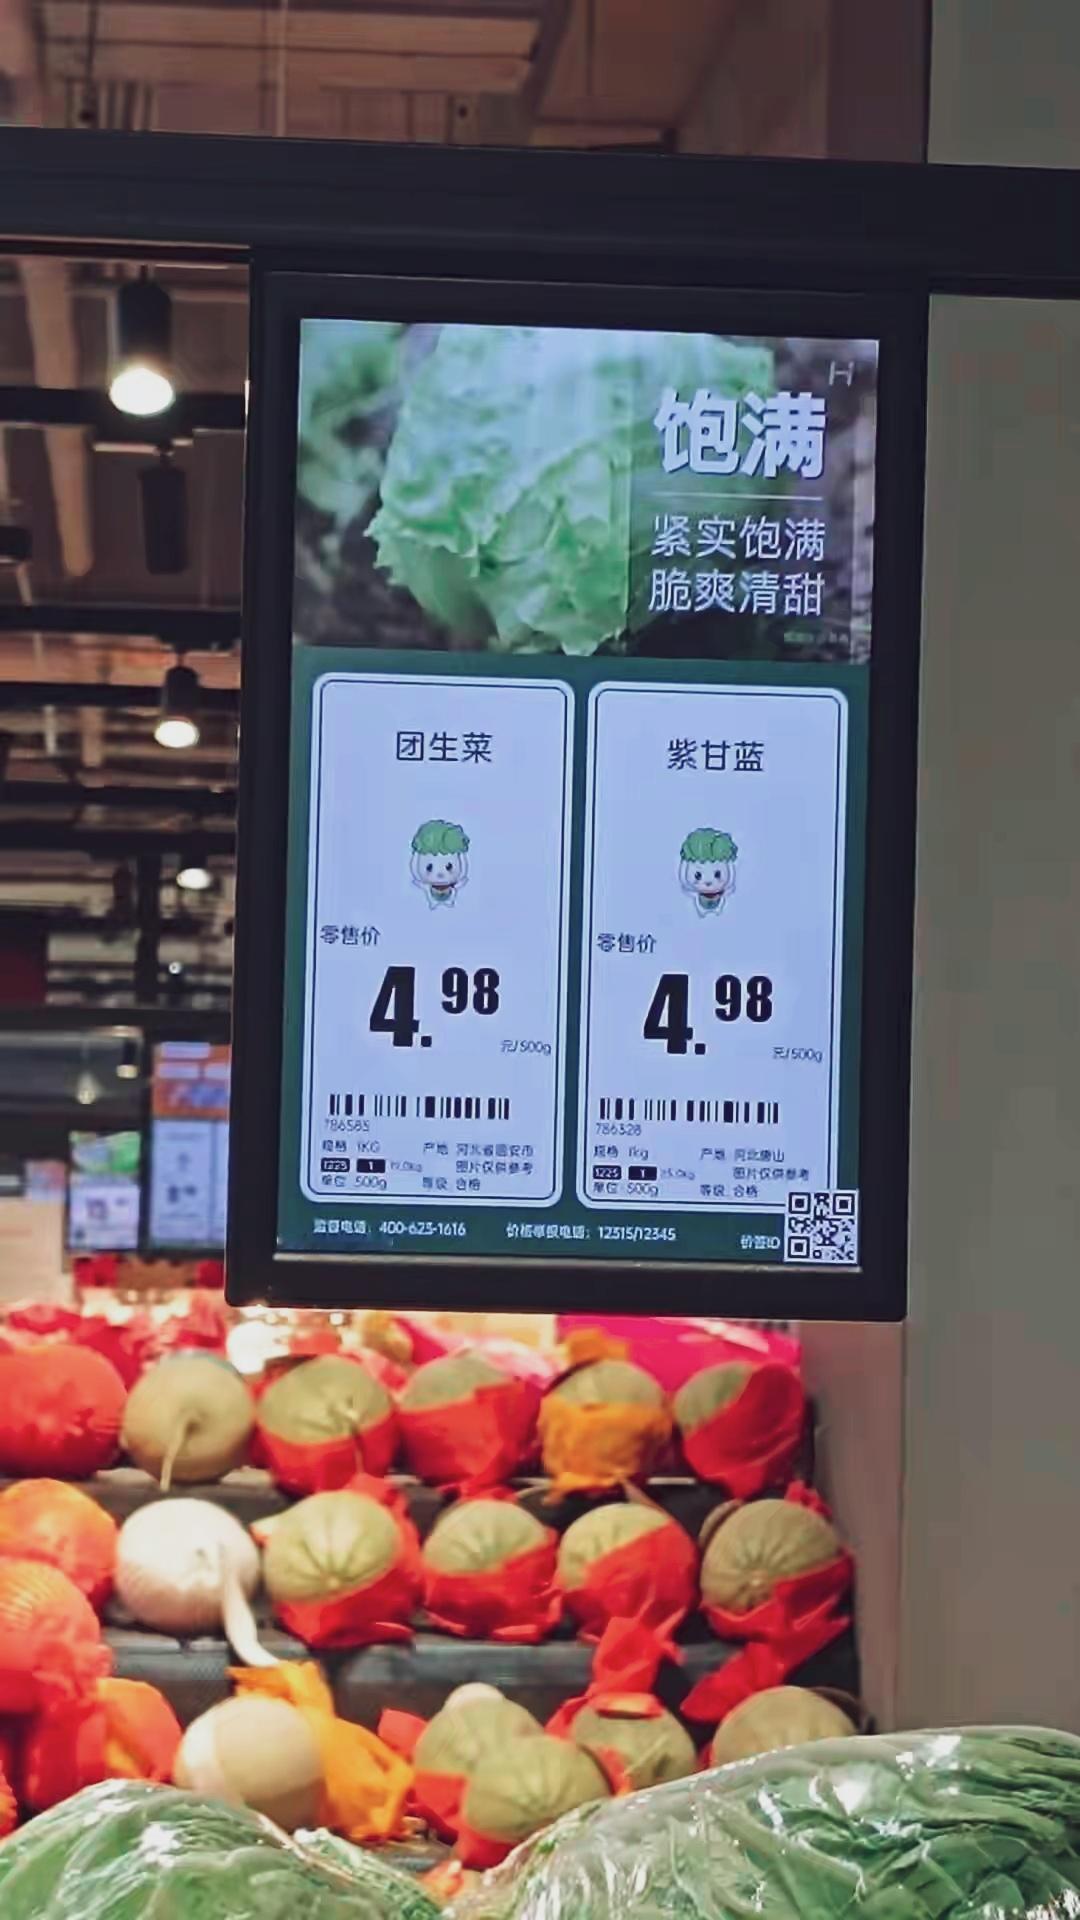 H
饱满
紧实饱满
脆爽清甜
团生菜
零售价
4.98
元/500g
786585
规格 1KG 产地 河北省固安市
1225 1 图片仅供参考
单位 500g 等级 合格
紫甘蓝
零售价
4.98
元/500g
786328
规格 1kg 产地 河北唐山
1225 1 图片仅供参考
单位 500g 等级 合格
监督电话：400-623-1616 价格举报电话：12315/12345 价签ID